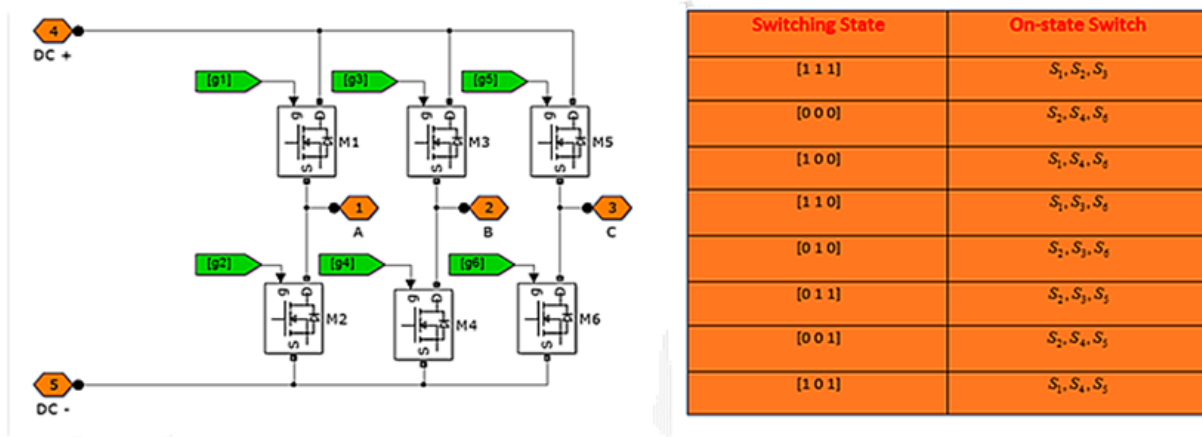 4
DC +
[g1]
[g3]
[g5]
g D
g D
g D
M1
M3
M5
S
S
S
1
2
3
A
B
C
[g2]
[g4]
[g6]
g D
g D
g D
M2
M4
M6
S
S
S
5
DC -
Switching State On-state Switch
[1 1 1] S₁, S₂, S₃
[0 0 0] S₂, S₄, S₆
[1 0 0] S₁, S₄, S₆
[1 1 0] S₁, S₃, S₆
[0 1 0] S₂, S₃, S₆
[0 1 1] S₂, S₃, S₅
[0 0 1] S₂, S₄, S₅
[1 0 1] S₁, S₄, S₅